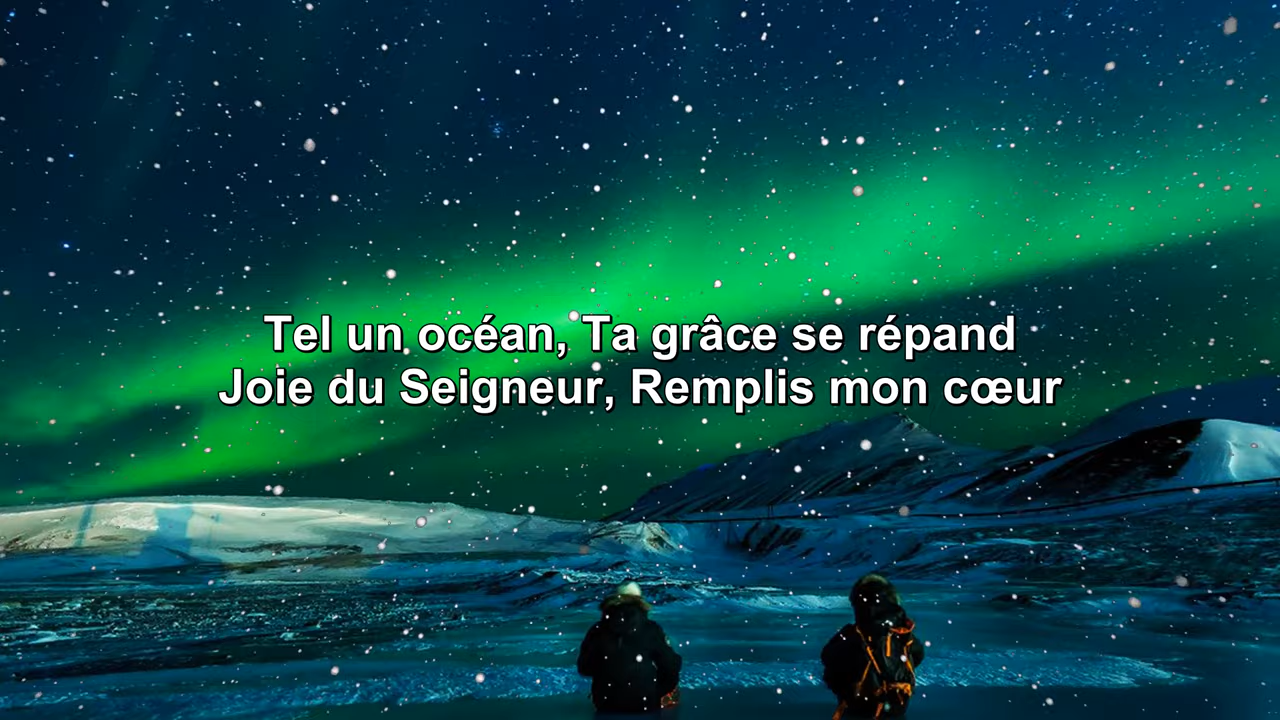 Tel un océan, Ta grâce se répand
Joie du Seigneur, Remplis mon cœur